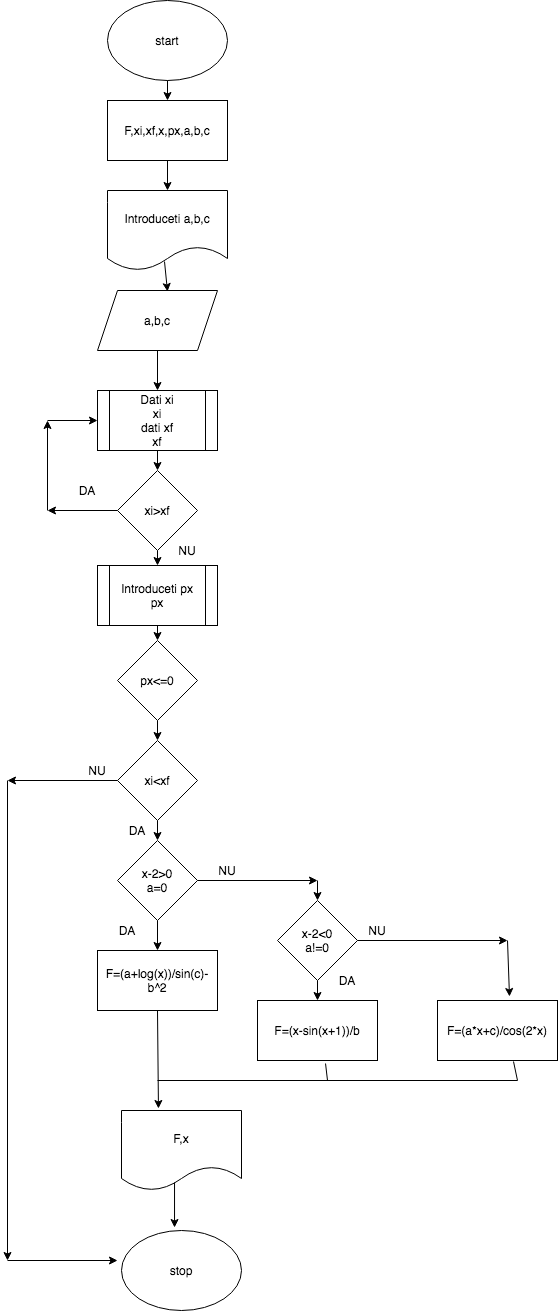 start
F,xi,xf,x,px,a,b,c
Introduceti a,b,c
a,b,c
Dati xi
xi
dati xf
xf
DA
xi>xf
NU
Introduceti px
px
px<=0
NU
xi<xf
DA
x-2>0
a=0
NU
DA
x-2<0
a!=0
NU
DA
F=(a+log(x))/sin(c)-
b^2
F=(x-sin(x+1))/b
F=(a*x+c)/cos(2*x)
F,x
stop